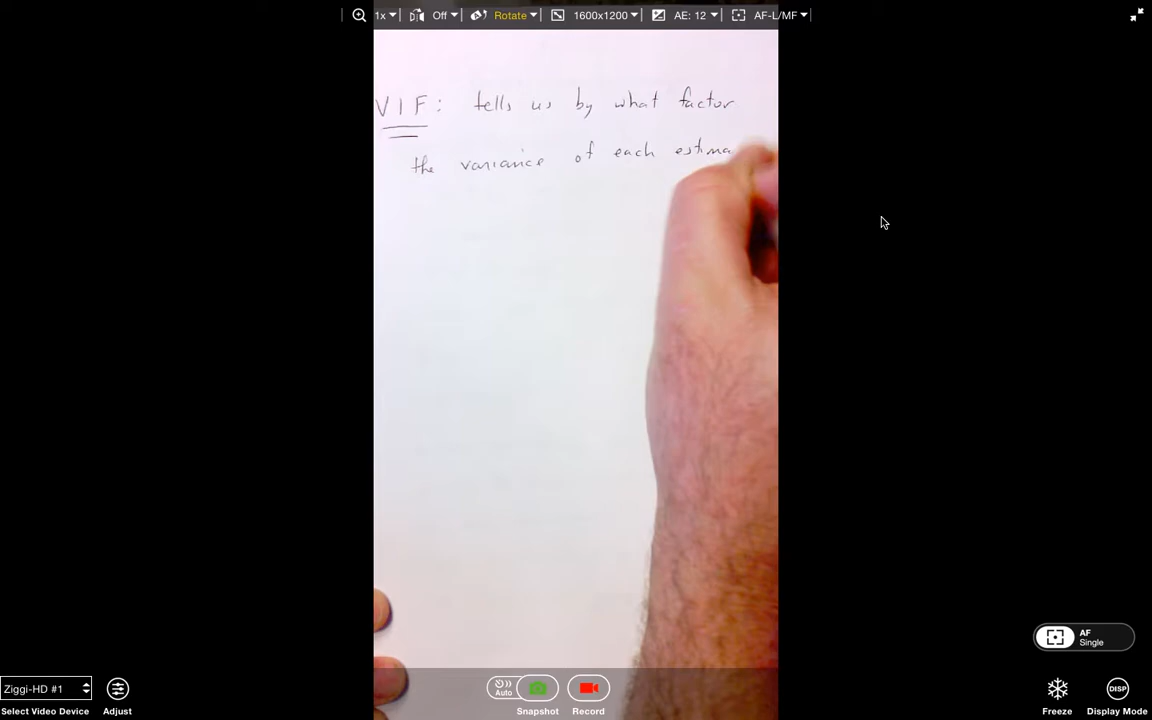 1x
Off
Rotate
1600x1200
AE: 12
AF-L/MF
VIF: tells us by what factor
the variance of each estima
AF
Single
Ziggi-HD #1
Auto
DISP
Select Video Device
Adjust
Snapshot
Record
Freeze
Display Mode